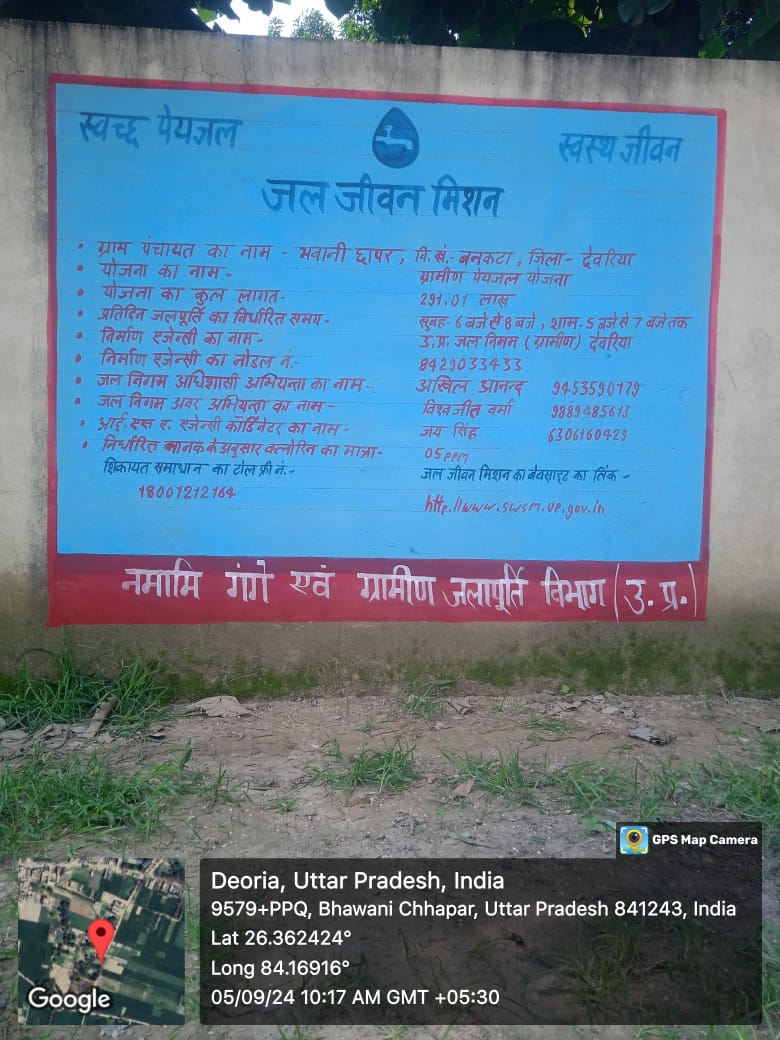 स्वच्छ पेयजल
स्वस्थ जीवन
जल जीवन मिशन
• ग्राम पंचायत का नाम - भवानी छापर, वि.खं.- बनकटा, जिला- देवरिया
• योजना का नाम- ग्रामीण पेयजल योजना
• योजना का कुल लागत- 291.01 लाख
• प्रतिदिन जलपूर्ति का निर्धारित समय- सुबह- 6 बजे से 8 बजे, शाम- 5 बजे से 7 बजे तक
• निर्माण एजेन्सी का नाम- उ.प्र. जल निगम (ग्रामीण) देवरिया
• निर्माण एजेन्सी का नोडल नं.- 8429033433
• जल निगम अधिशासी अभियन्ता का नाम- अखिल आनन्द 9453590179
• जल निगम अवर अभियन्ता का नाम- विश्वजीत वर्मा 9889485613
• आई. एस ए. एजेन्सी कॉर्डिनेटर का नाम- जय सिंह 6306160429
• निर्धारित मानक के अनुसार क्लोरिन का मात्रा- 05 PPM
शिकायत समाधान का टोल फ्री नं.- जल जीवन मिशन का वेवसाइट का लिंक -
18001212164 http.//www.swsm.up.gov.in
नमामि गंगे एवं ग्रामीण जलापूर्ति विभाग (उ.प्र.)
GPS Map Camera
Deoria, Uttar Pradesh, India
9579+PPQ, Bhawani Chhapar, Uttar Pradesh 841243, India
Lat 26.362424°
Long 84.16916°
05/09/24 10:17 AM GMT +05:30
Google